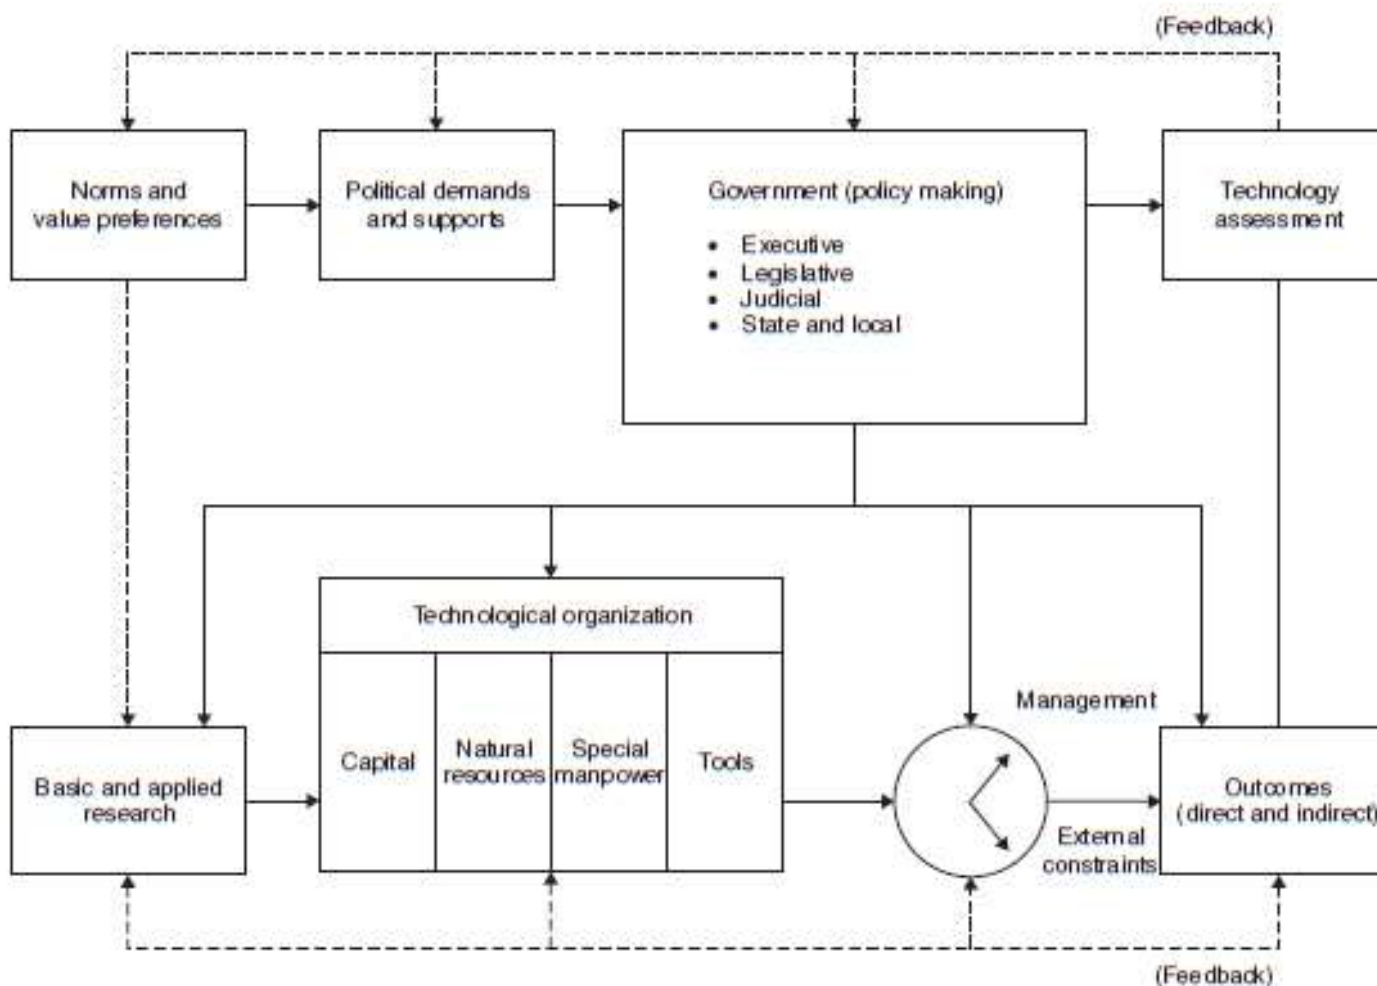 (Feedback)
Norms and
value preferences
Political demands
and supports
Government (policy making)
• Executive
• Legislative
• Judicial
• State and local
Technology
assessment
Technological organization
Capital
Natural
resources
Special
manpower
Tools
Basic and applied
research
Management
External
constraints
Outcomes
(direct and indirect)
(Feedback)